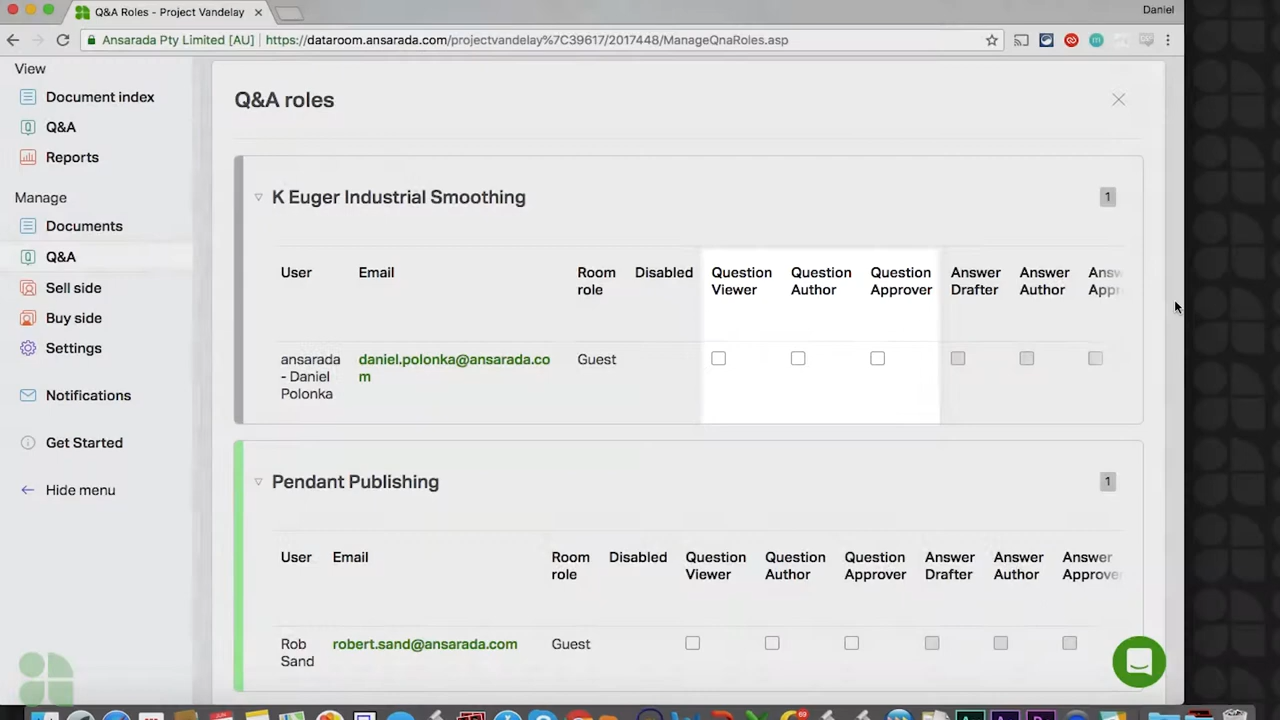 Q&A Roles - Project Vandelay
Daniel
Ansarada Pty Limited [AU]
https://dataroom.ansarada.com/projectvandelay%7C39617/2017448/ManageQnaRoles.asp
View
Document index
Q&A
Reports
Manage
Documents
Q&A
Sell side
Buy side
Settings
Notifications
Get Started
Hide menu
Q&A roles
K Euger Industrial Smoothing
1
User
Email
Room
role
Disabled
Question
Viewer
Question
Author
Question
Approver
Answer
Drafter
Answer
Author
Answ
Appr
ansarada
- Daniel
Polonka
daniel.polonka@ansarada.co
m
Guest
Pendant Publishing
1
User
Email
Room
role
Disabled
Question
Viewer
Question
Author
Question
Approver
Answer
Drafter
Answer
Author
Answer
Approver
Rob
Sand
robert.sand@ansarada.com
Guest